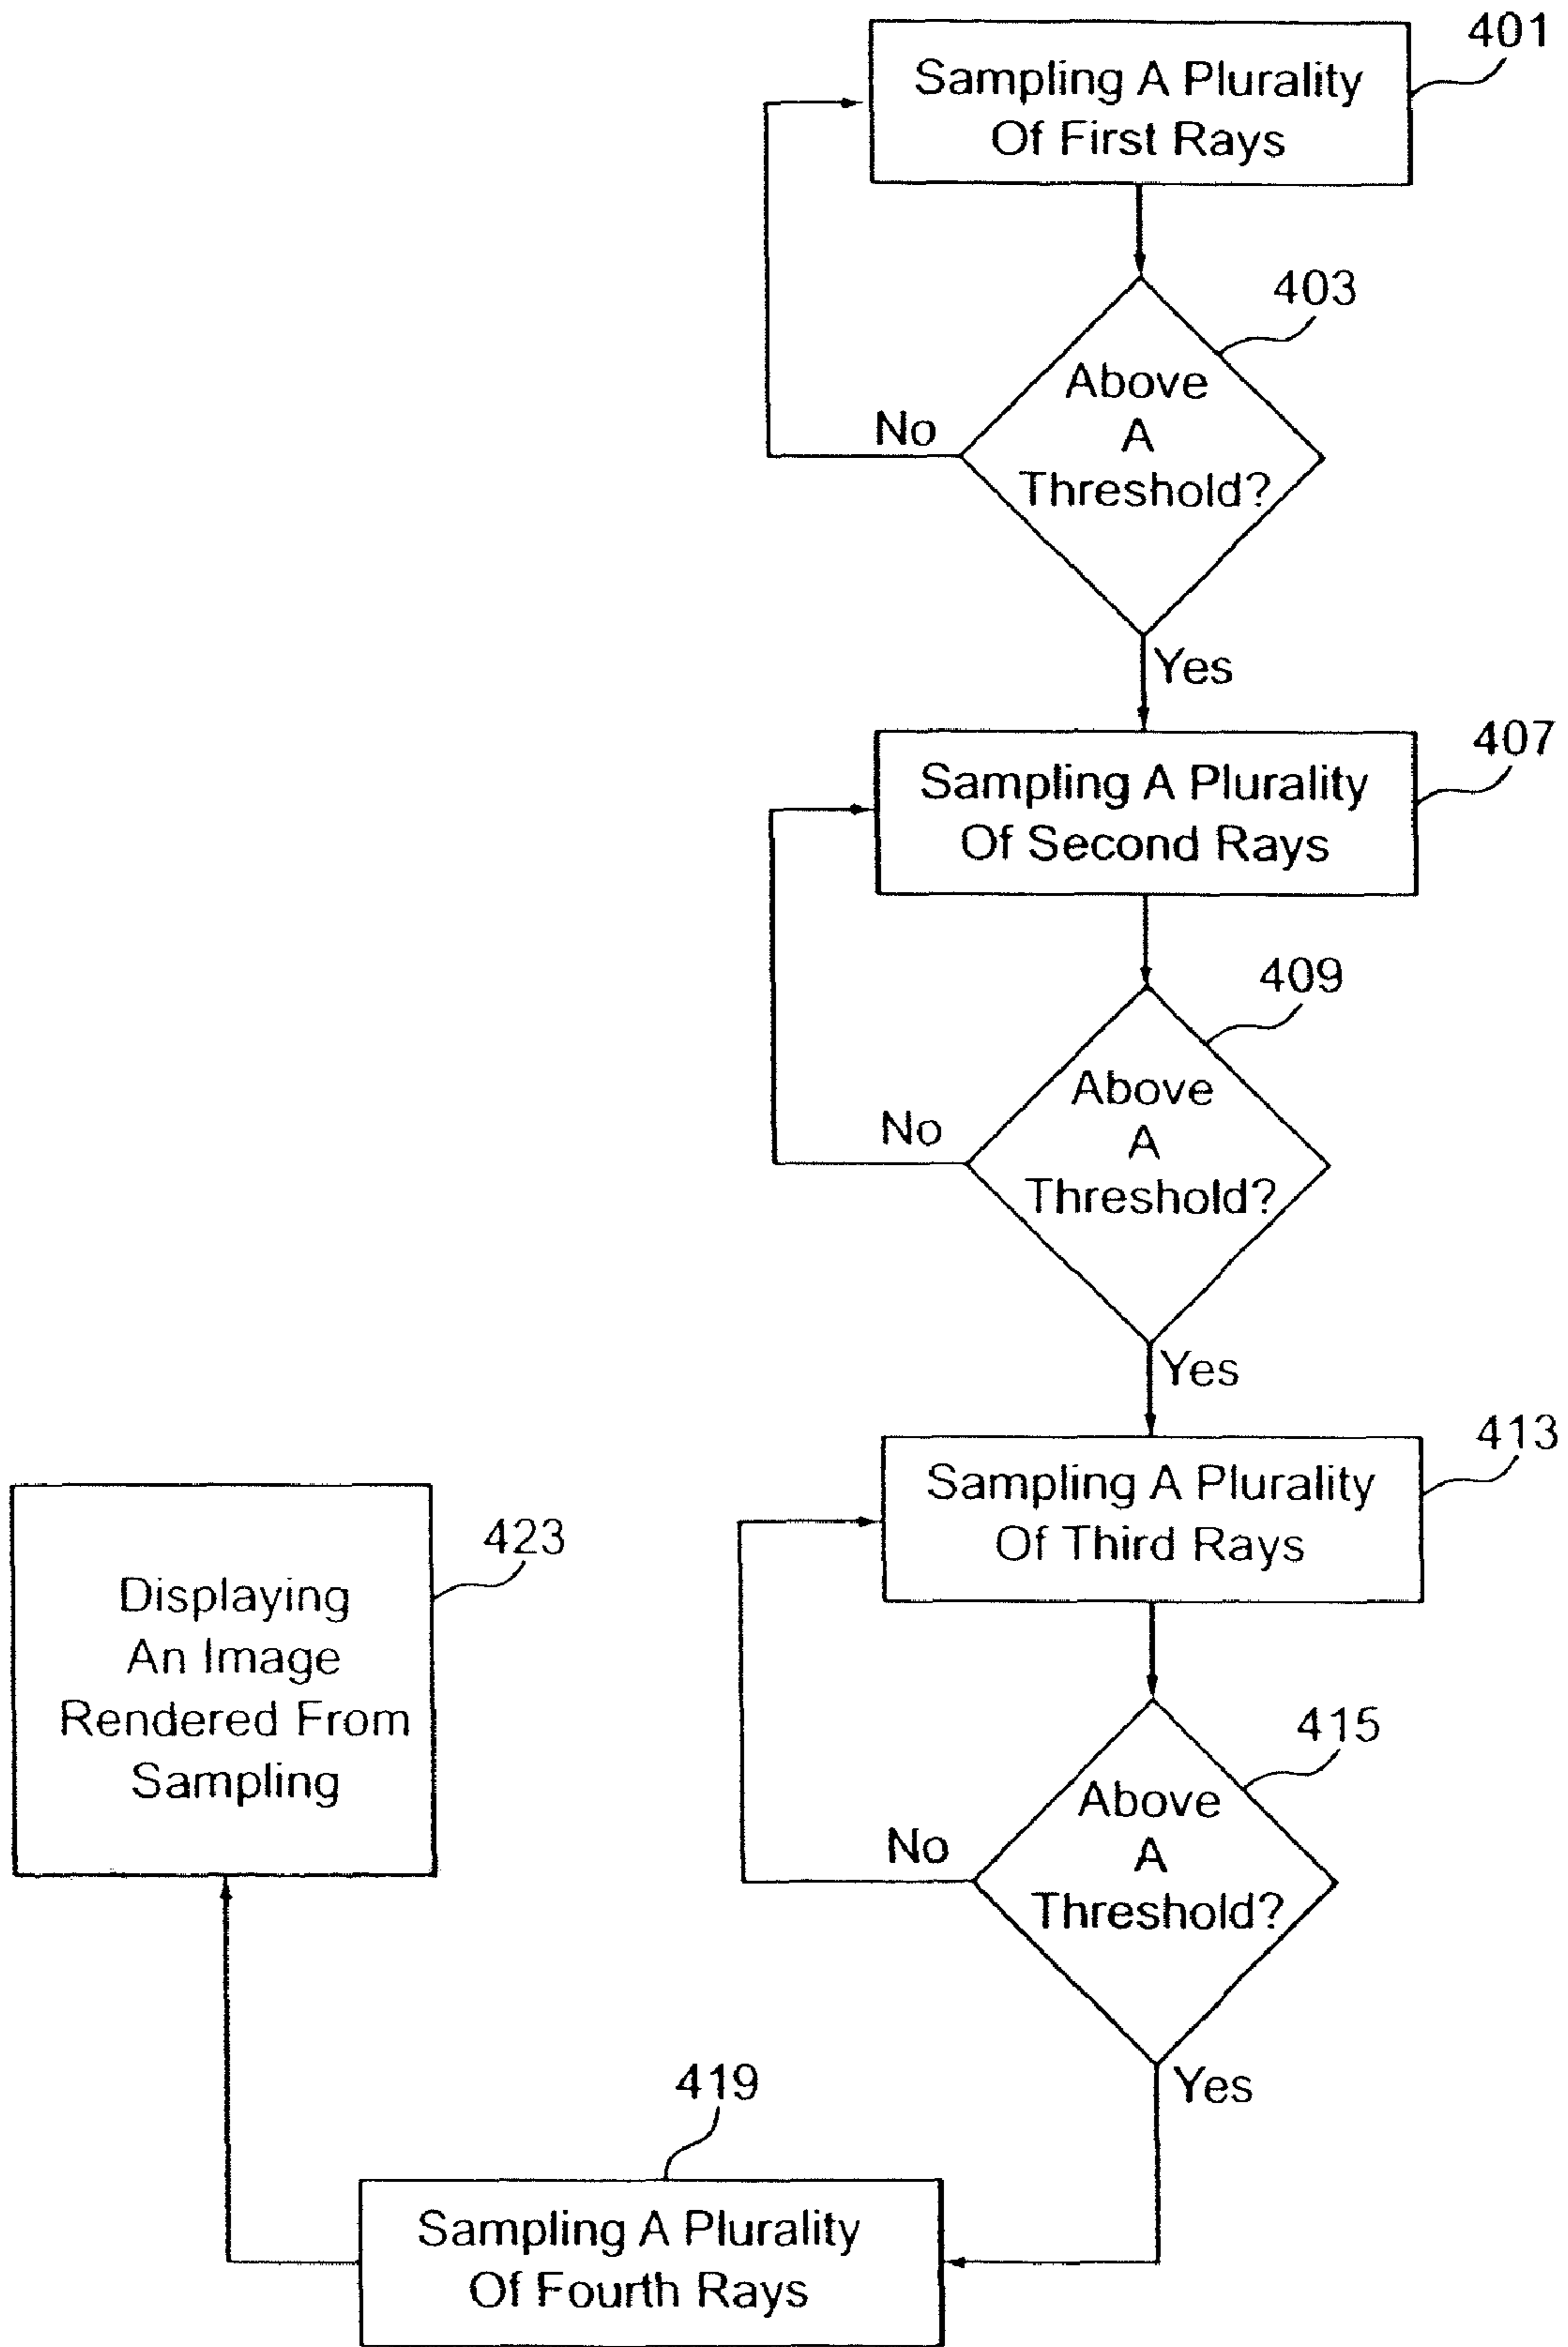 401
Sampling A Plurality
Of First Rays
403
Above
A
Threshold?
No
Yes
407
Sampling A Plurality
Of Second Rays
409
Above
A
Threshold?
No
Yes
413
Sampling A Plurality
Of Third Rays
415
Above
A
Threshold?
No
Yes
419
Sampling A Plurality
Of Fourth Rays
423
Displaying
An Image
Rendered From
Sampling